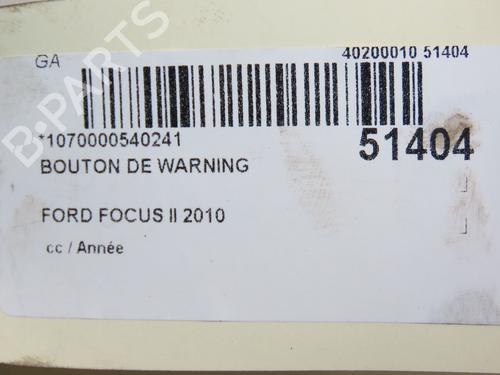 GA
40200010 51404
*1070000540241
51404
BOUTON DE WARNING
FORD FOCUS II 2010
cc / Année
B-PARTS